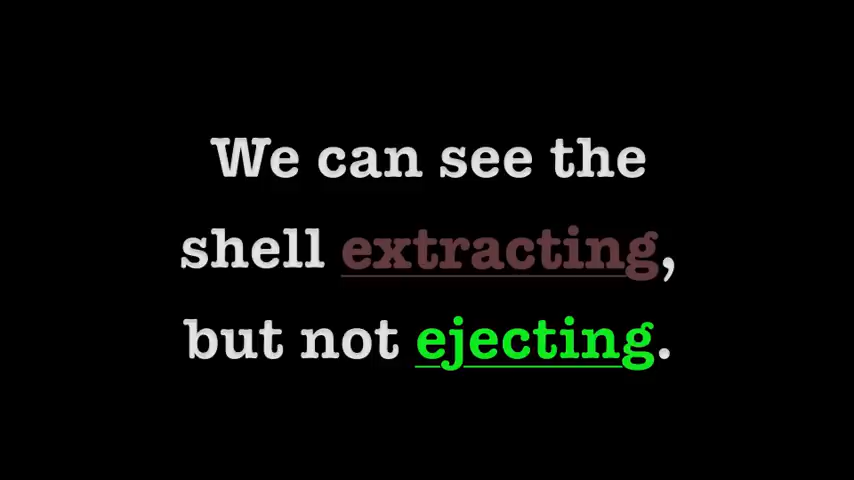 We can see the
shell extracting,
but not ejecting.